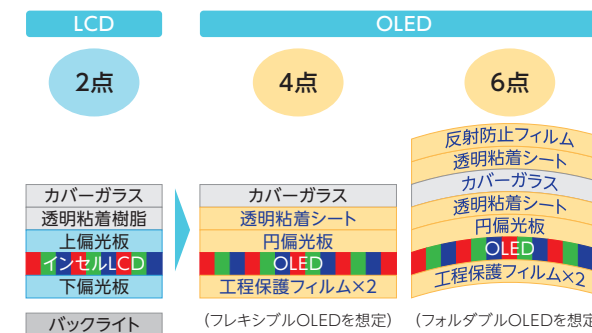 LCD
OLED
2点
4点
6点
カバーガラス
透明粘着樹脂
上偏光板
インセルLCD
下偏光板
バックライト
カバーガラス
透明粘着シート
円偏光板
OLED
工程保護フィルム×2
(フレキシブルOLEDを想定)
反射防止フィルム
透明粘着シート
カバーガラス
透明粘着シート
円偏光板
OLED
工程保護フィルム×2
(フォルダブルOLEDを想定